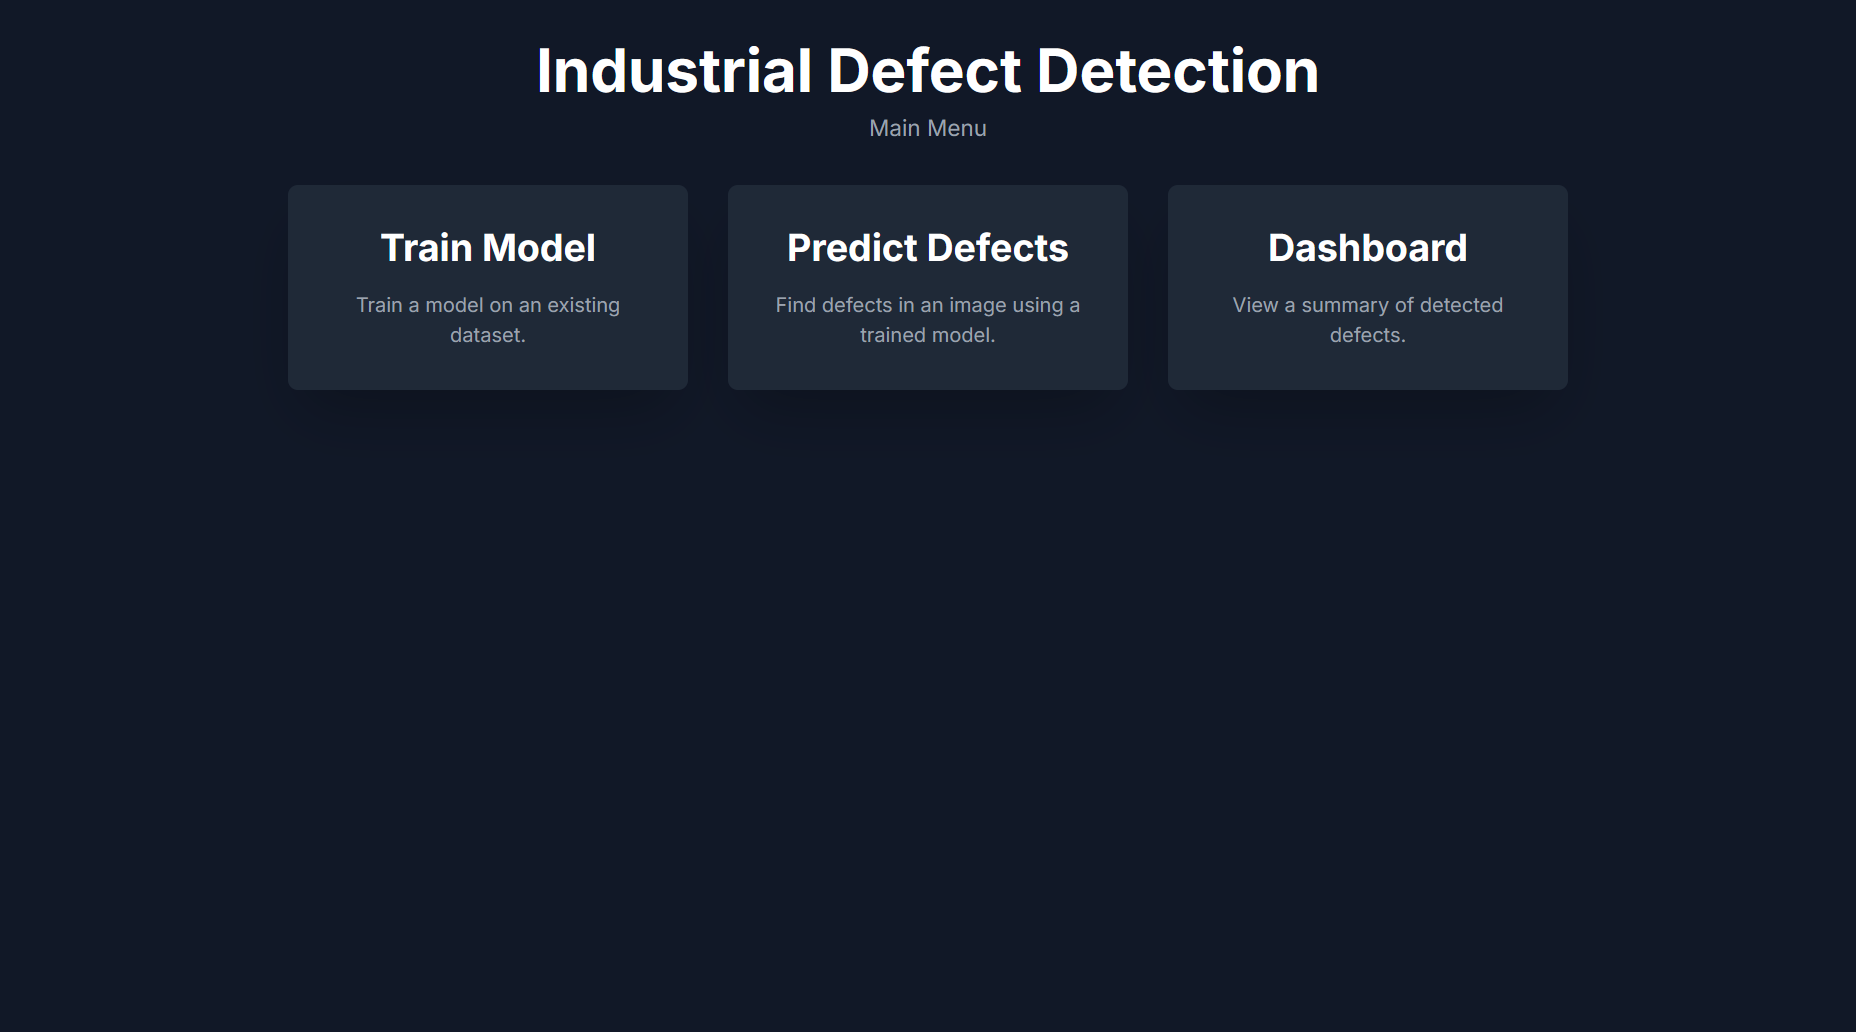 Industrial Defect Detection
Main Menu
Train Model
Train a model on an existing
dataset.
Predict Defects
Find defects in an image using a
trained model.
Dashboard
View a summary of detected
defects.